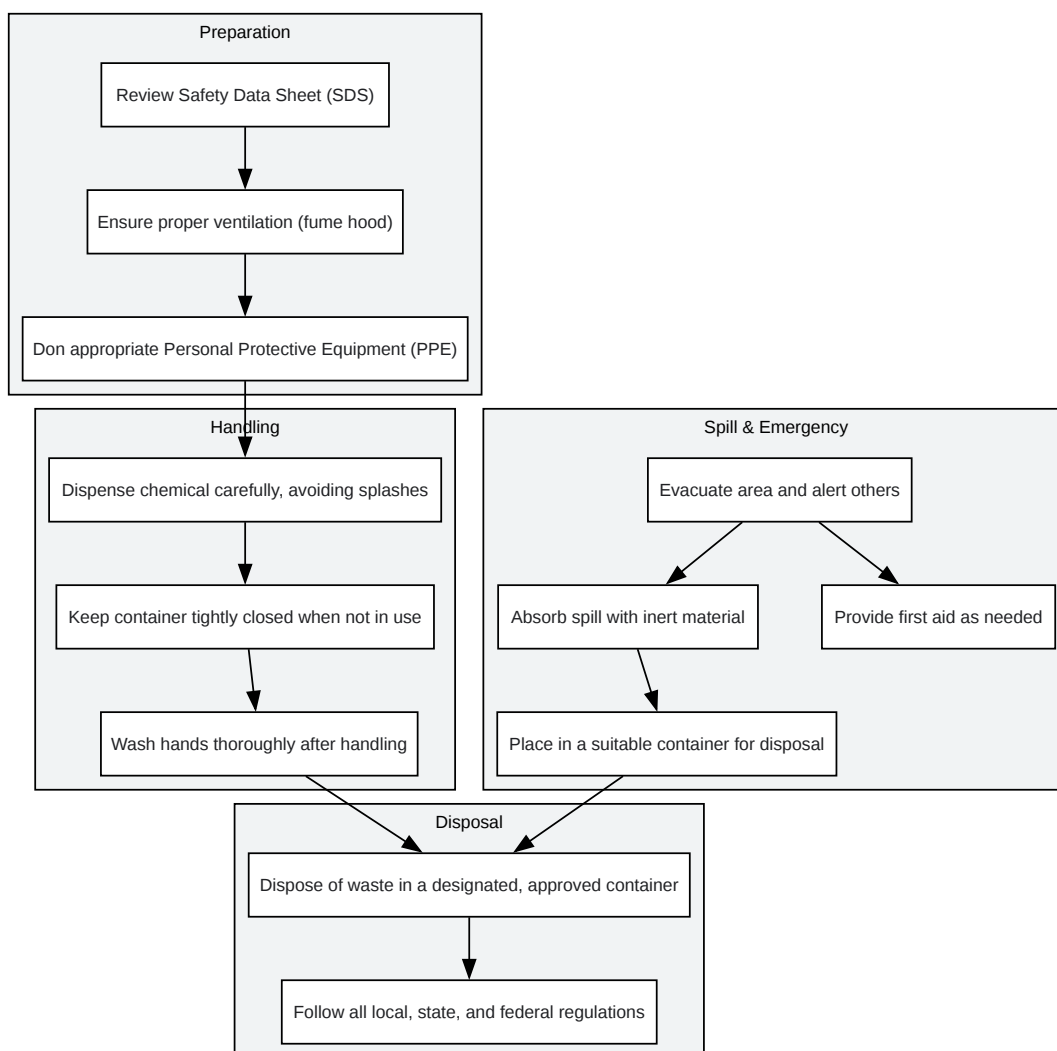 Preparation
Review Safety Data Sheet (SDS)
Ensure proper ventilation (fume hood)
Don appropriate Personal Protective Equipment (PPE)
Handling
Dispense chemical carefully, avoiding splashes
Keep container tightly closed when not in use
Wash hands thoroughly after handling
Spill & Emergency
Evacuate area and alert others
Absorb spill with inert material
Provide first aid as needed
Place in a suitable container for disposal
Disposal
Dispose of waste in a designated, approved container
Follow all local, state, and federal regulations